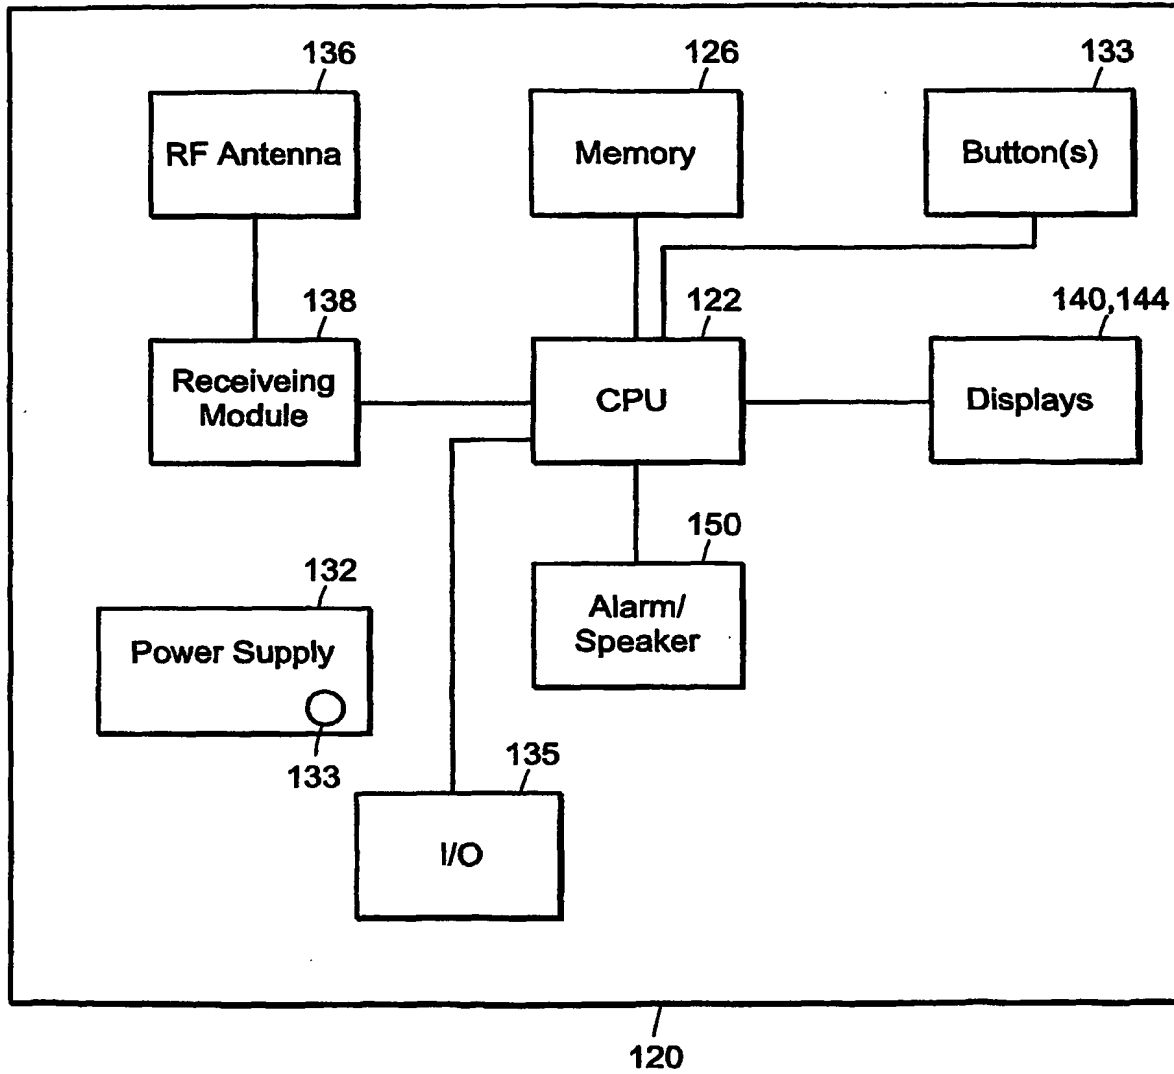 136
126
133
RF Antenna
Memory
Button(s)
138
122
140,144
Receiveing
Module
CPU
Displays
150
Alarm/
Speaker
132
Power Supply
133
135
I/O
120